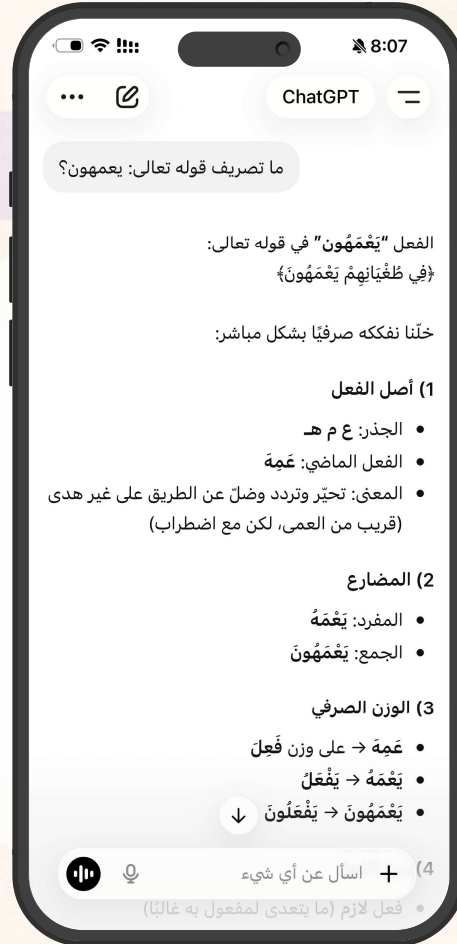 8:07
ChatGPT
ما تصريف قوله تعالى: يعمهون؟
الفعل "يَعْمَهُون" في قوله تعالى:
﴿فِي طُغْيَانِهِمْ يَعْمَهُونَ﴾
خلّنا نفككه صرفيًا بشكل مباشر:
1) أصل الفعل
• الجذر: ع م هـ
• الفعل الماضي: عَمِهَ
• المعنى: تحيّر وتردد وضلّ عن الطريق على غير هدى
(قريب من العمى، لكن مع اضطراب)
2) المضارع
• المفرد: يَعْمَهُ
• الجمع: يَعْمَهُونَ
3) الوزن الصرفي
• عَمِهَ → على وزن فَعِلَ
• يَعْمَهُ → يَفْعَلُ
• يَعْمَهُونَ → يَفْعَلُونَ
4)
اسأل عن أي شيء
• فعل لازم (ما يتعدى لمفعول به غالبًا)